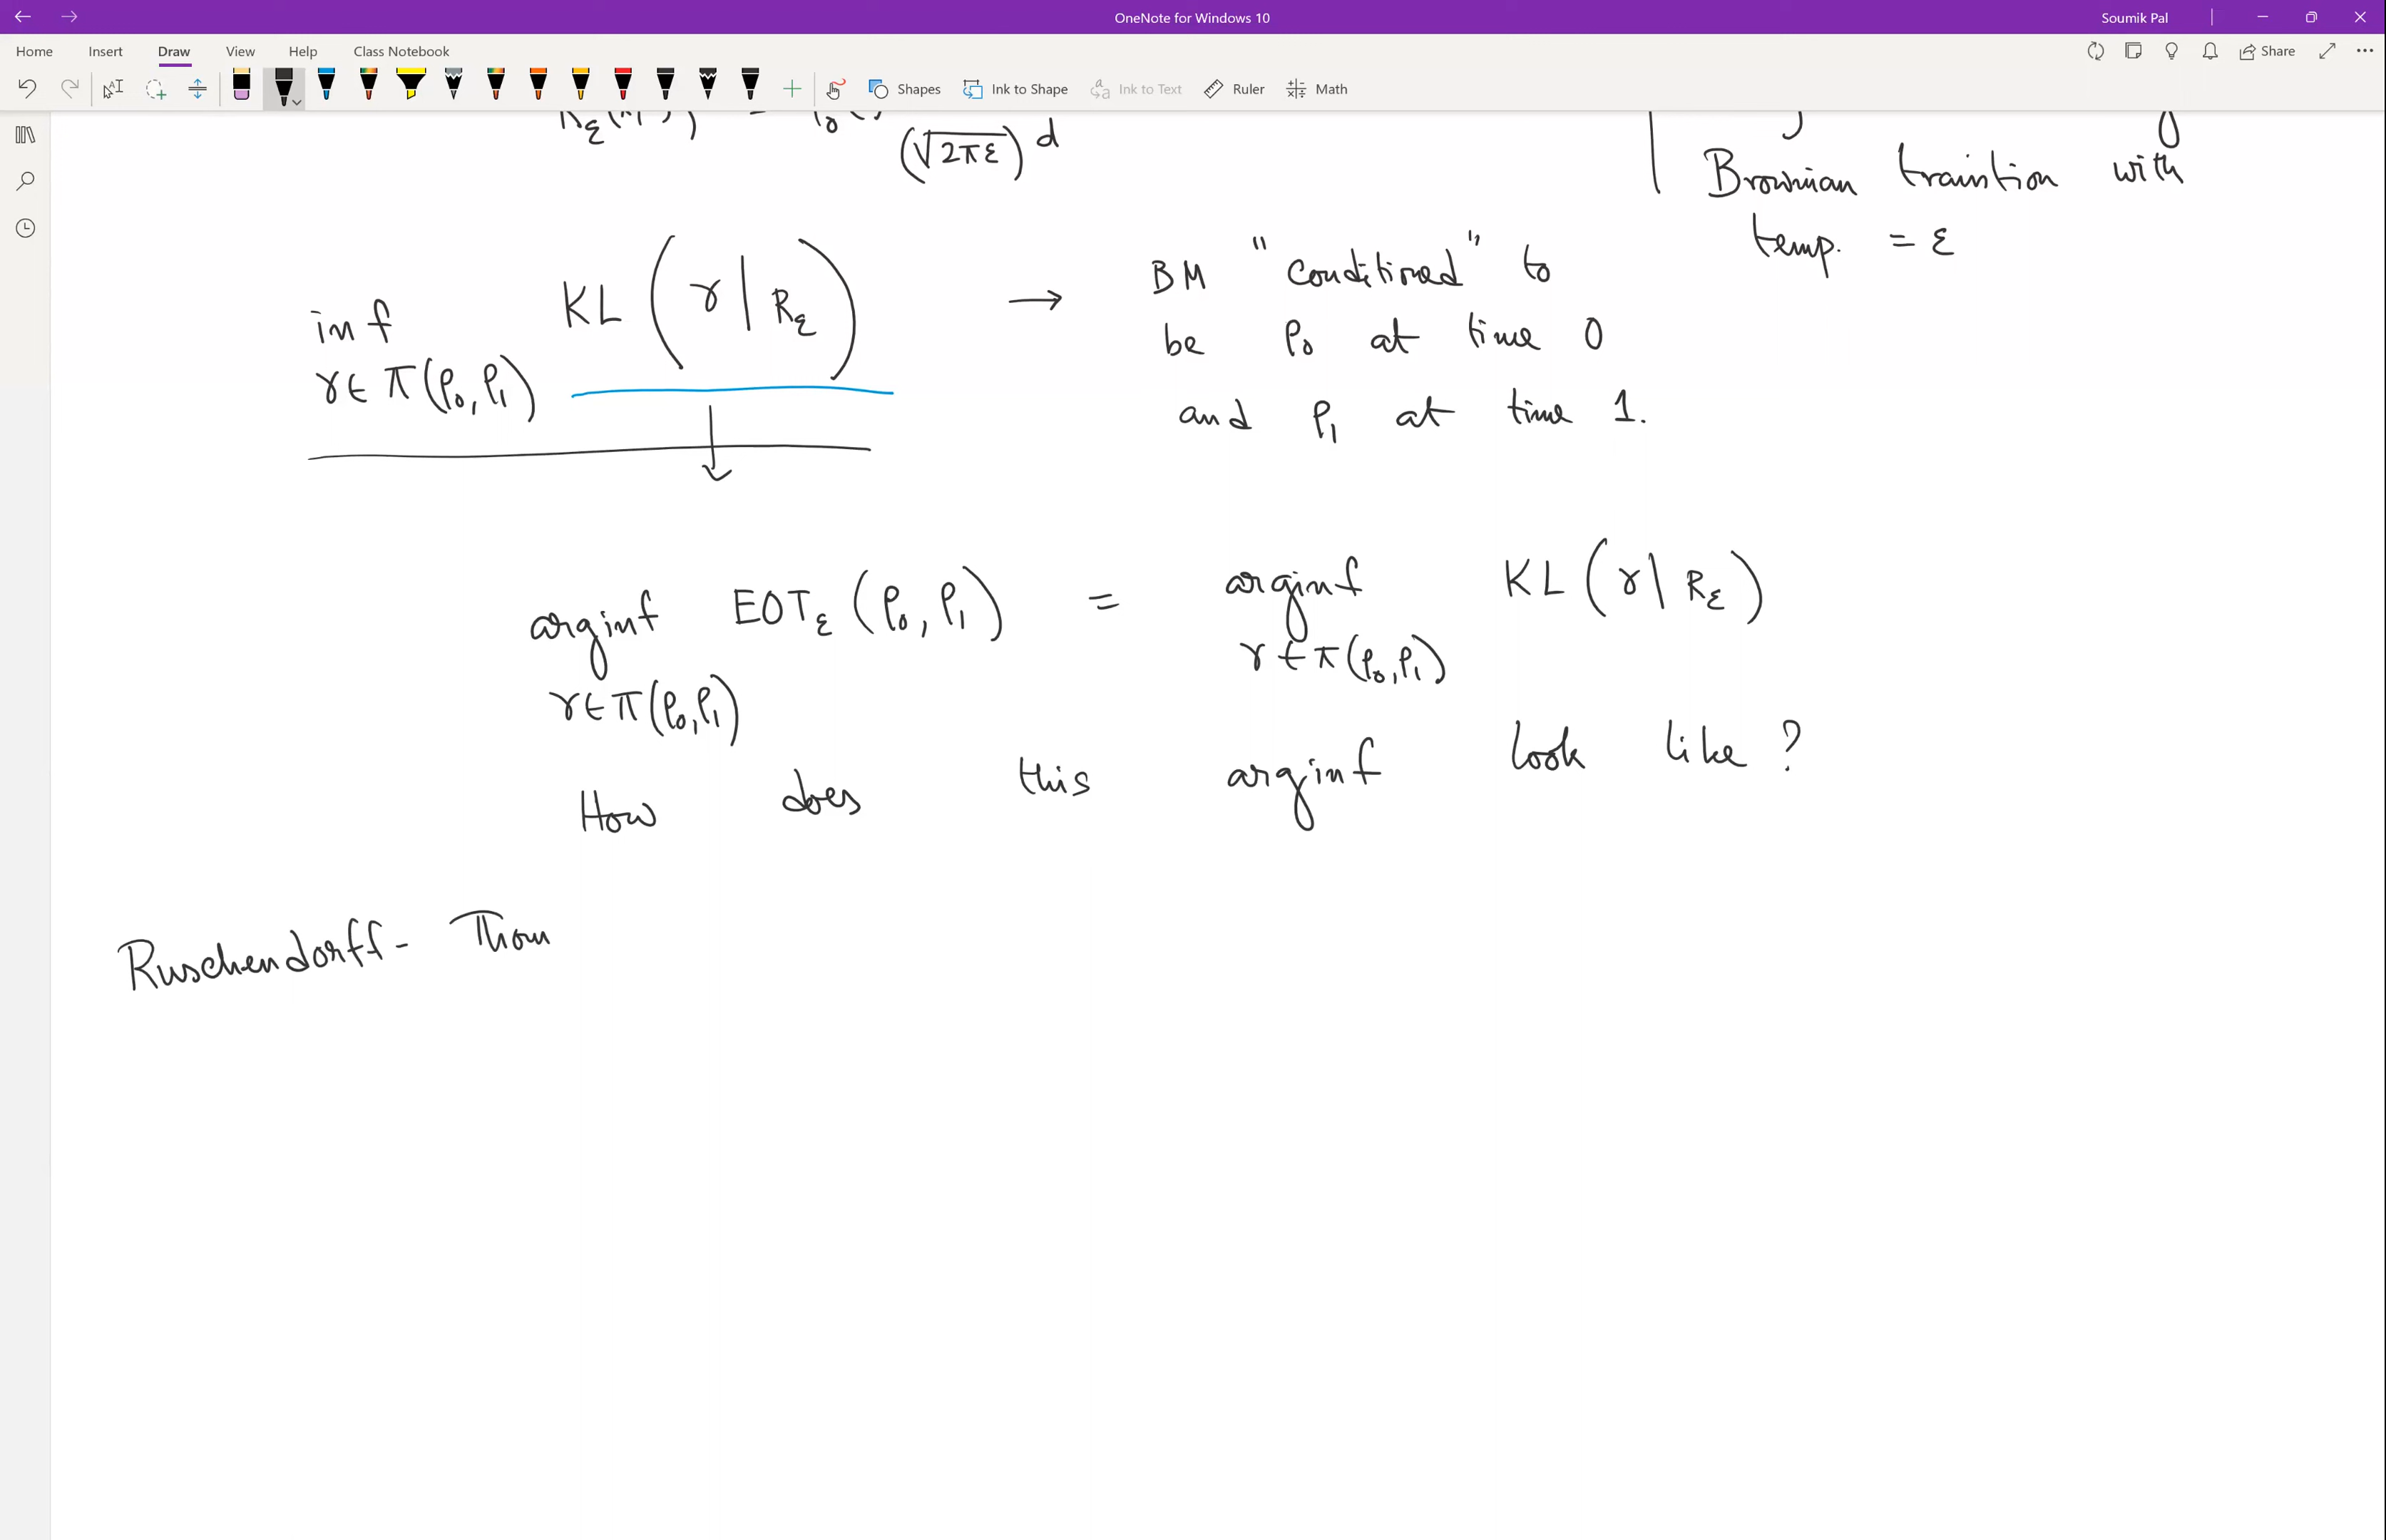 OneNote for Windows 10
Soumik Pal
Home Insert Draw View Help Class Notebook
Share
Shapes Ink to Shape Ink to Text Ruler Math
(√2πε)^d
Brownian transition with
temp. = ε
inf KL(γ|R_ε) → BM "conditioned" to
γ∈Π(ρ₀,ρ₁)
be ρ₀ at time 0
and ρ₁ at time 1.
arginf EOT_ε(ρ₀,ρ₁) = arginf KL(γ|R_ε)
γ∈Π(ρ₀,ρ₁) γ∈π(ρ₀,ρ₁)
How does this arginf look like?
Ruschendorff- Thom